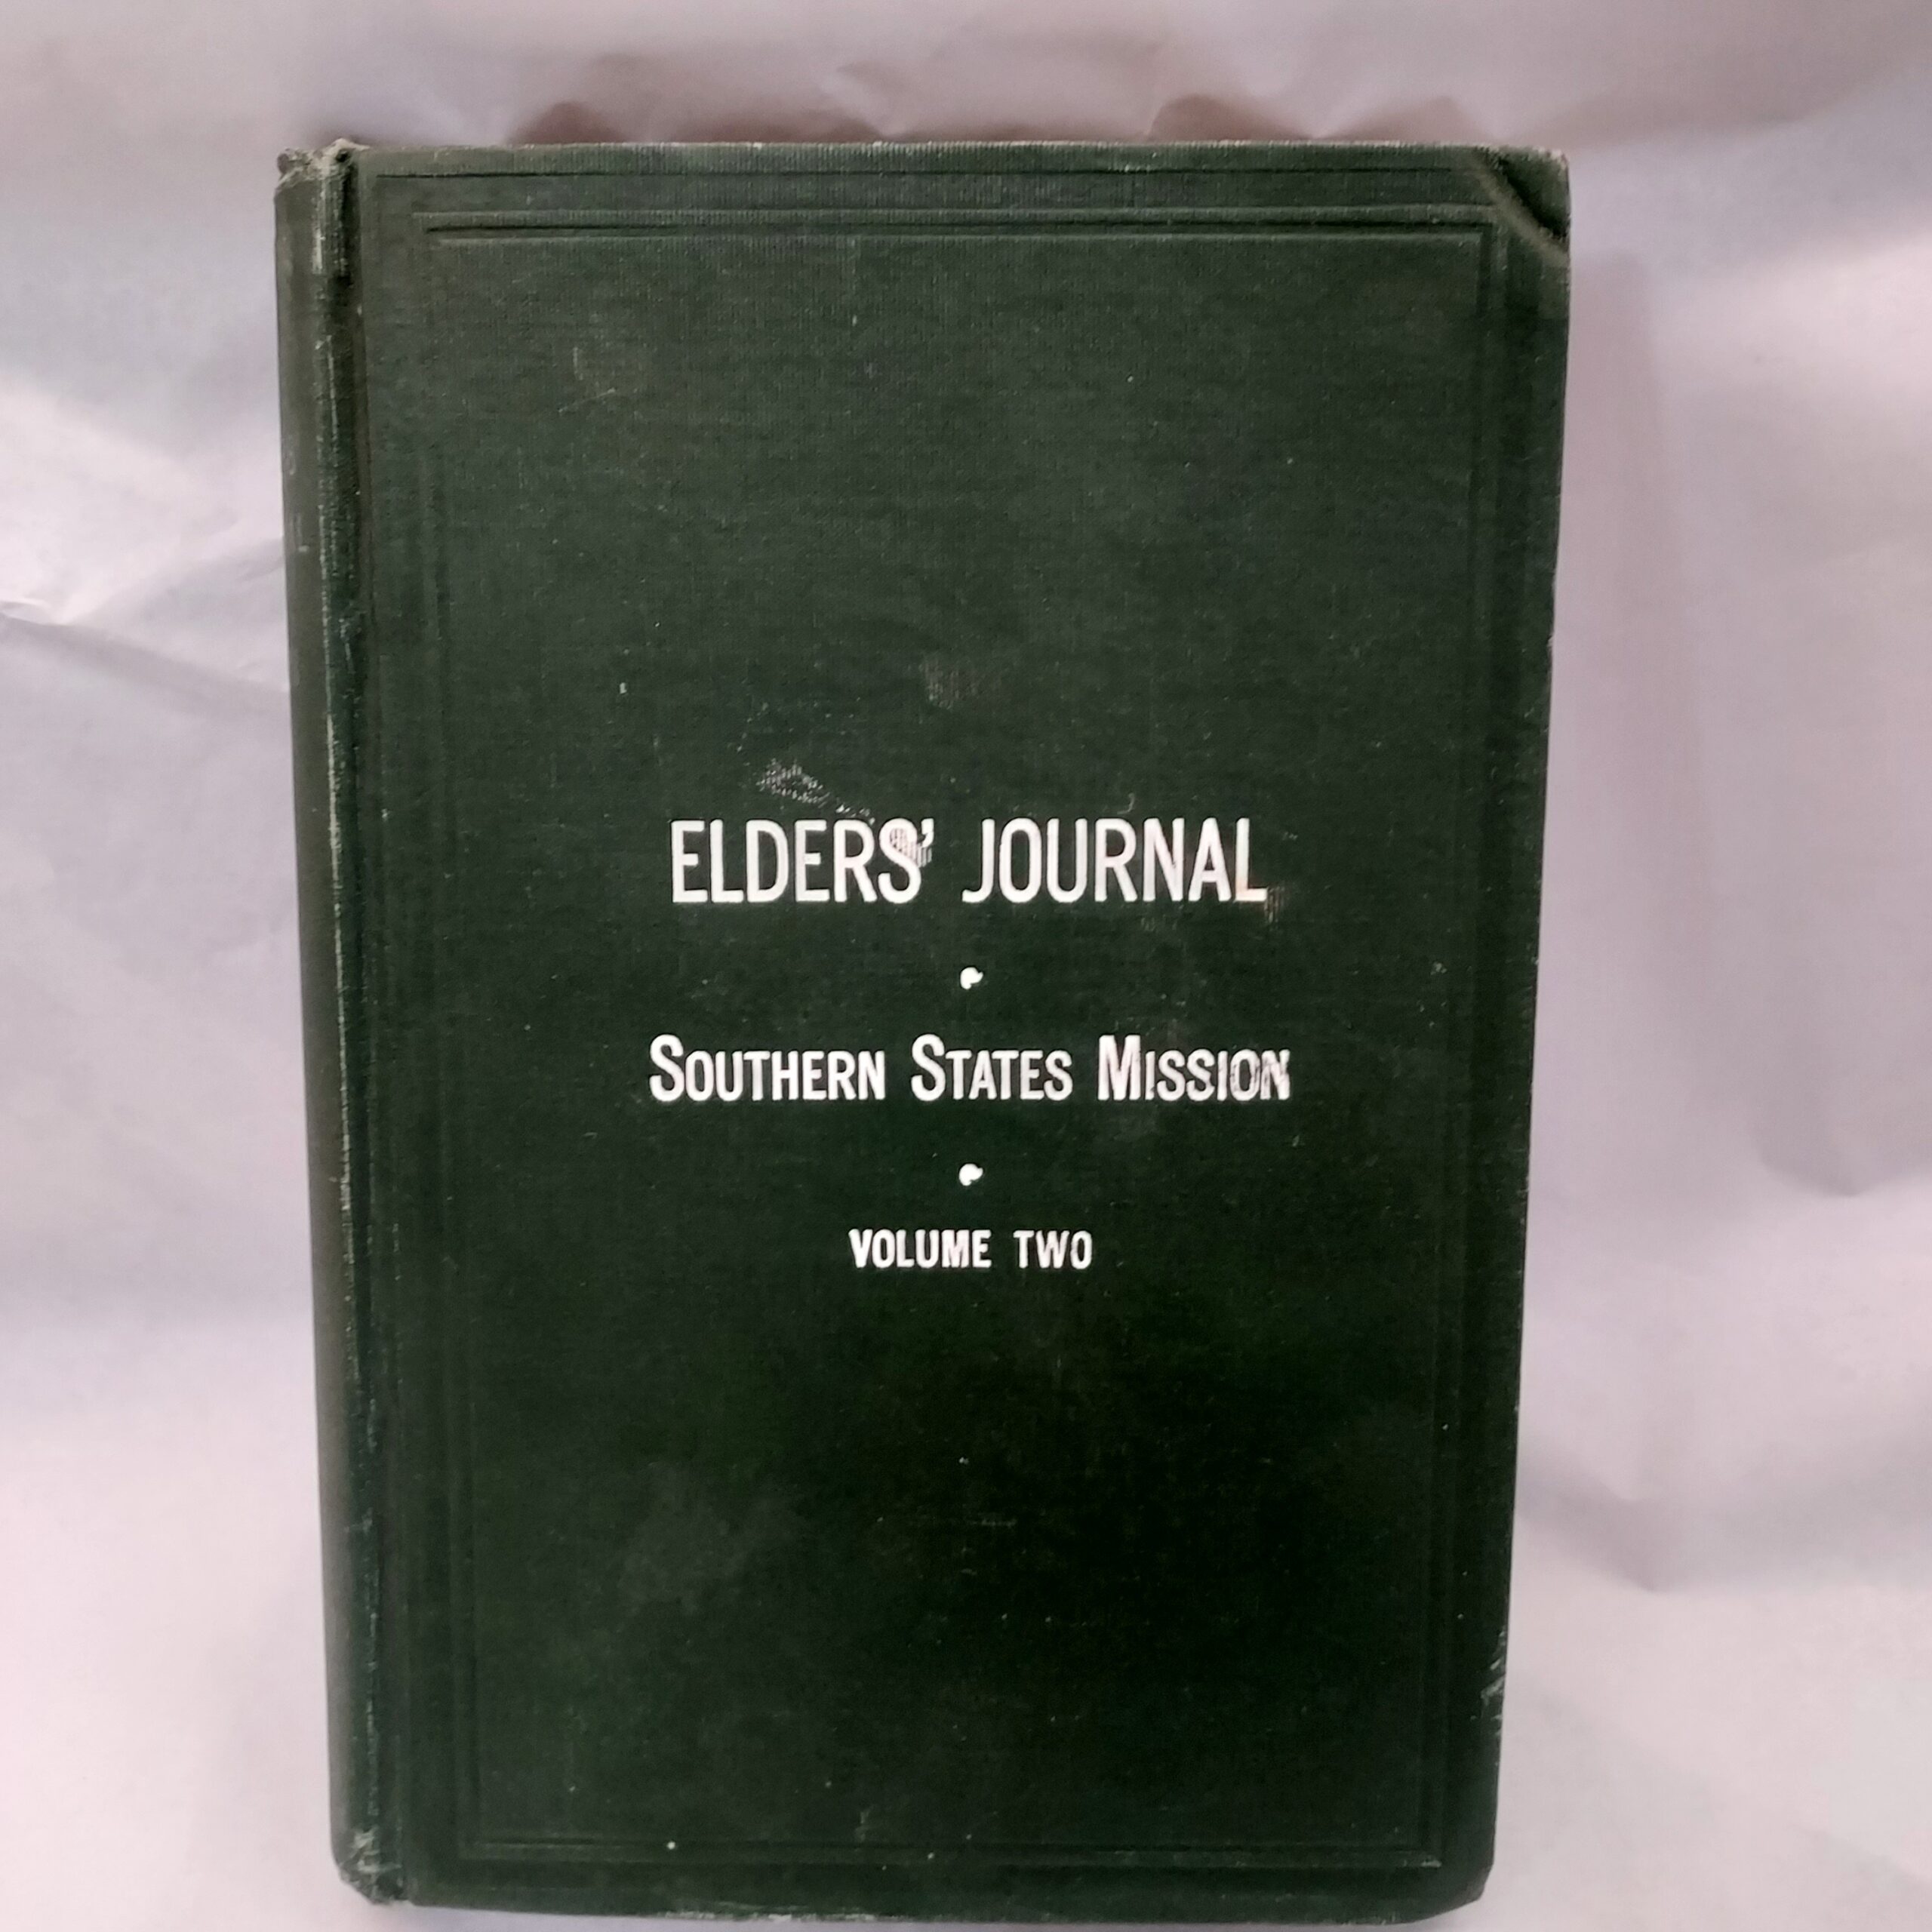 ELDERS' JOURNAL
SOUTHERN STATES MISSION
VOLUME TWO